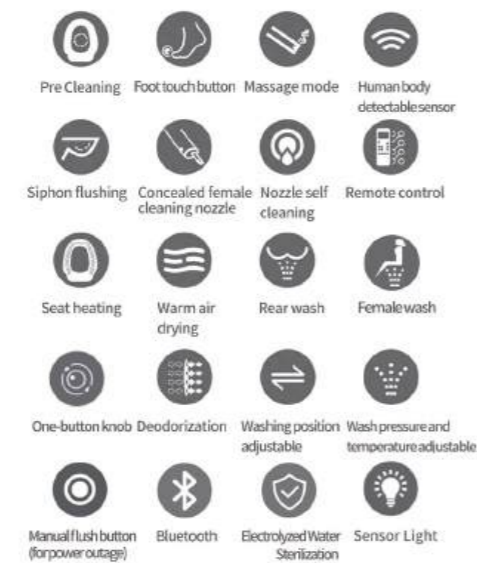 Pre Cleaning
Foot touch button
Massage mode
Human body
detectable sensor
Siphon flushing
Concealed female
cleaning nozzle
Nozzle self
cleaning
Remote control
Seat heating
Warm air
drying
Rear wash
Female wash
One-button knob
Deodorization
Washing position
adjustable
Wash pressure and
temperature adjustable
Manual flush button
(for power outage)
Bluetooth
Electrolyzed Water
Sterilization
Sensor Light